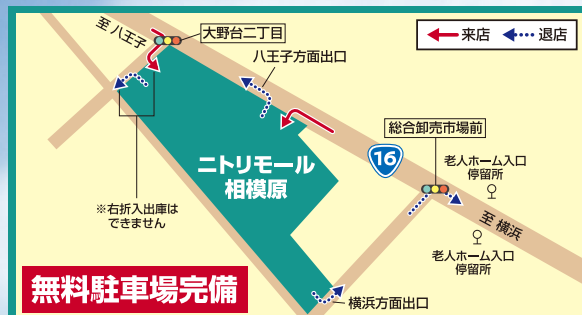 至 八王子
大野台二丁目
来店
退店
八王子方面出口
総合卸売市場前
16
老人ホーム入口
停留所
ニトリモール
相模原
※右折入出庫は
できません
至 横浜
老人ホーム入口
停留所
無料駐車場完備
横浜方面出口